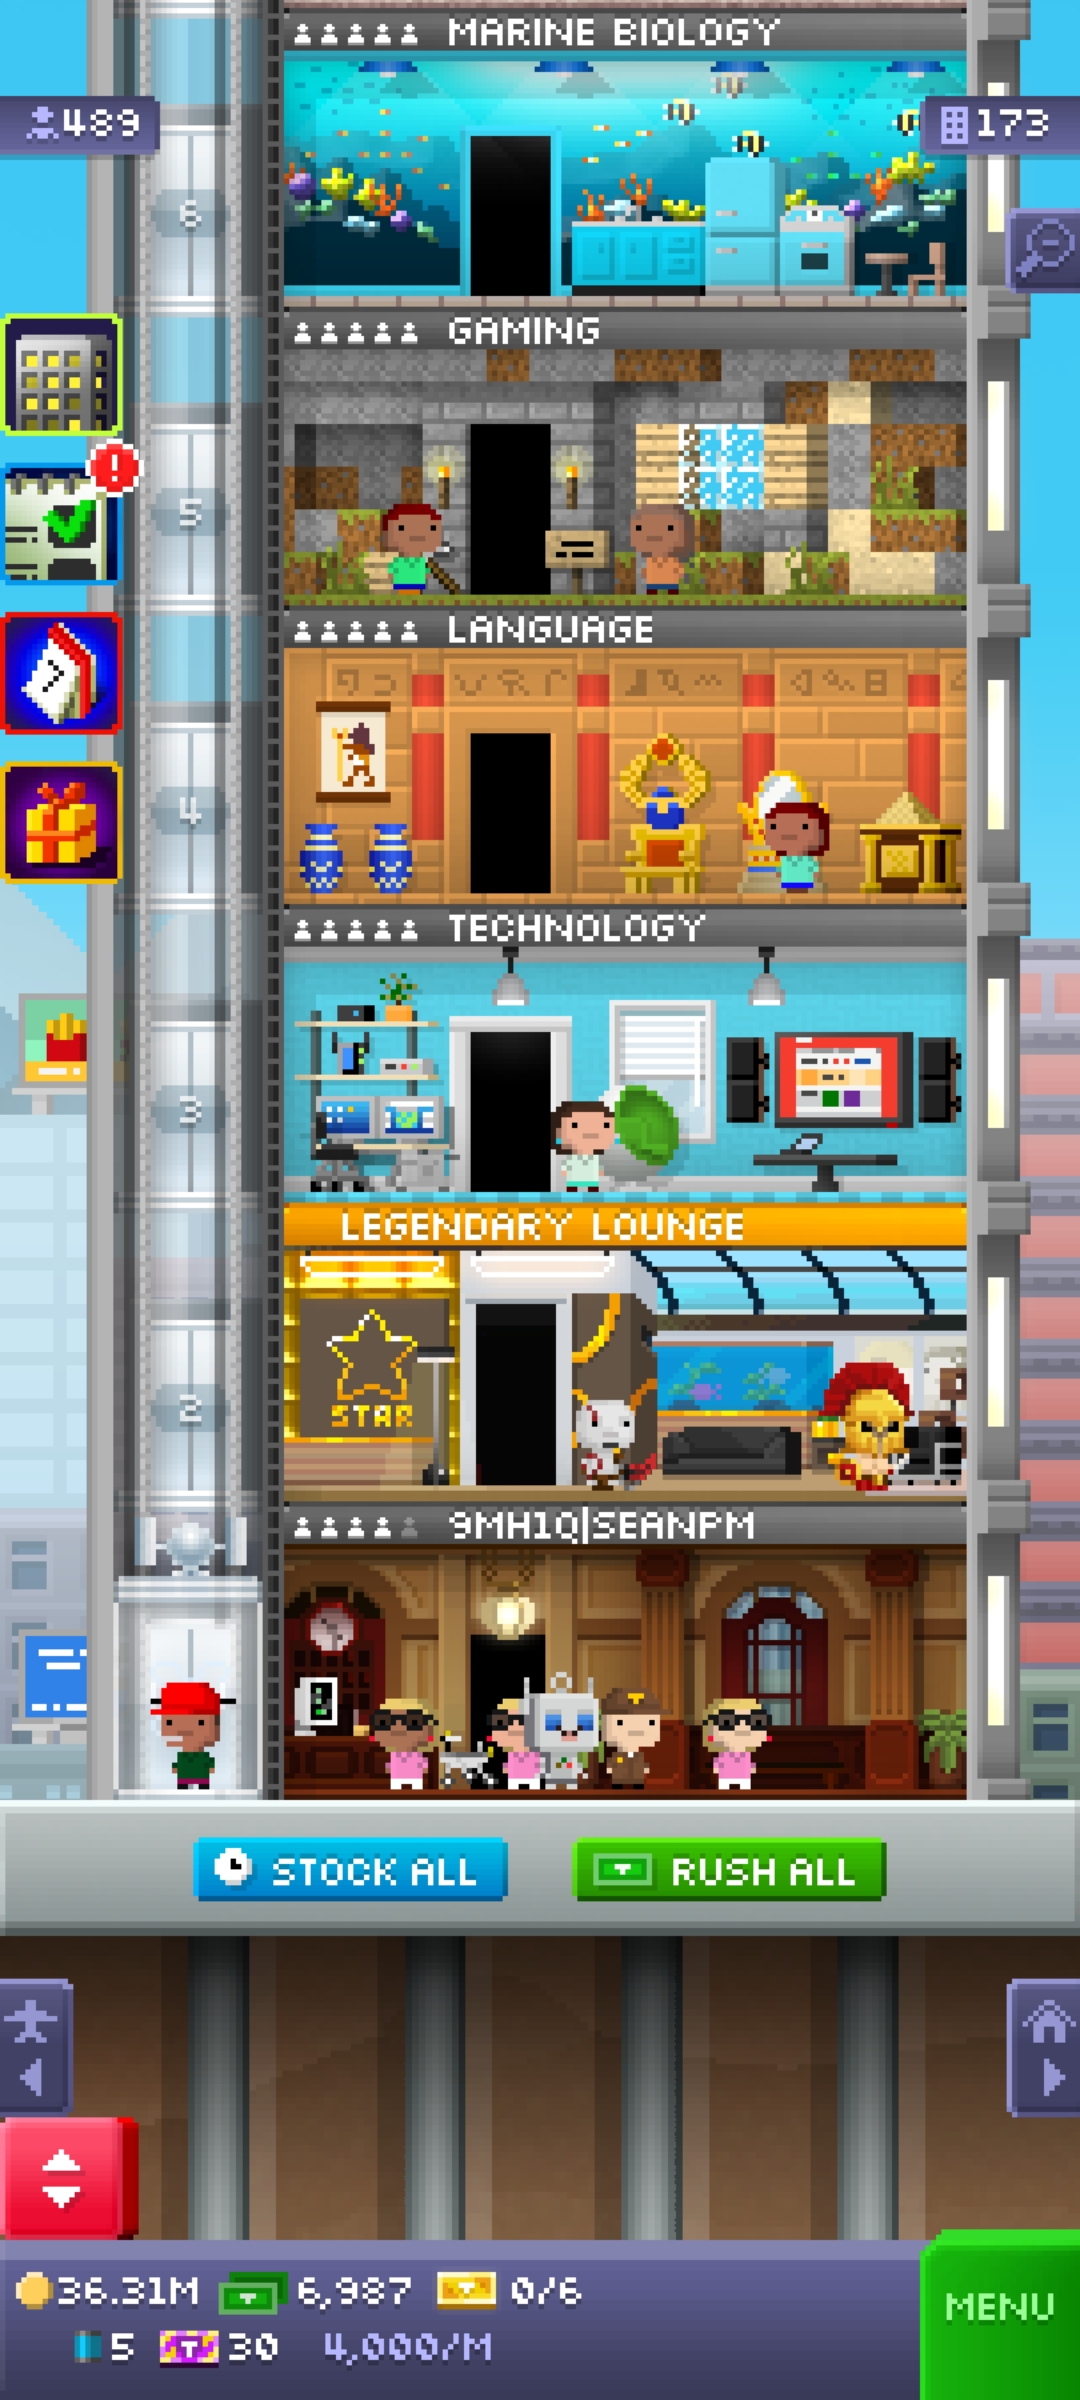 MARINE BIOLOGY
489
173
6
GAMING
5
LANGUAGE
4
TECHNOLOGY
3
LEGENDARY LOUNGE
STAR
2
9MH1Q|SEANPM
STOCK ALL
RUSH ALL
36.31M
6,987
0/6
MENU
5
T
30
4,000/M